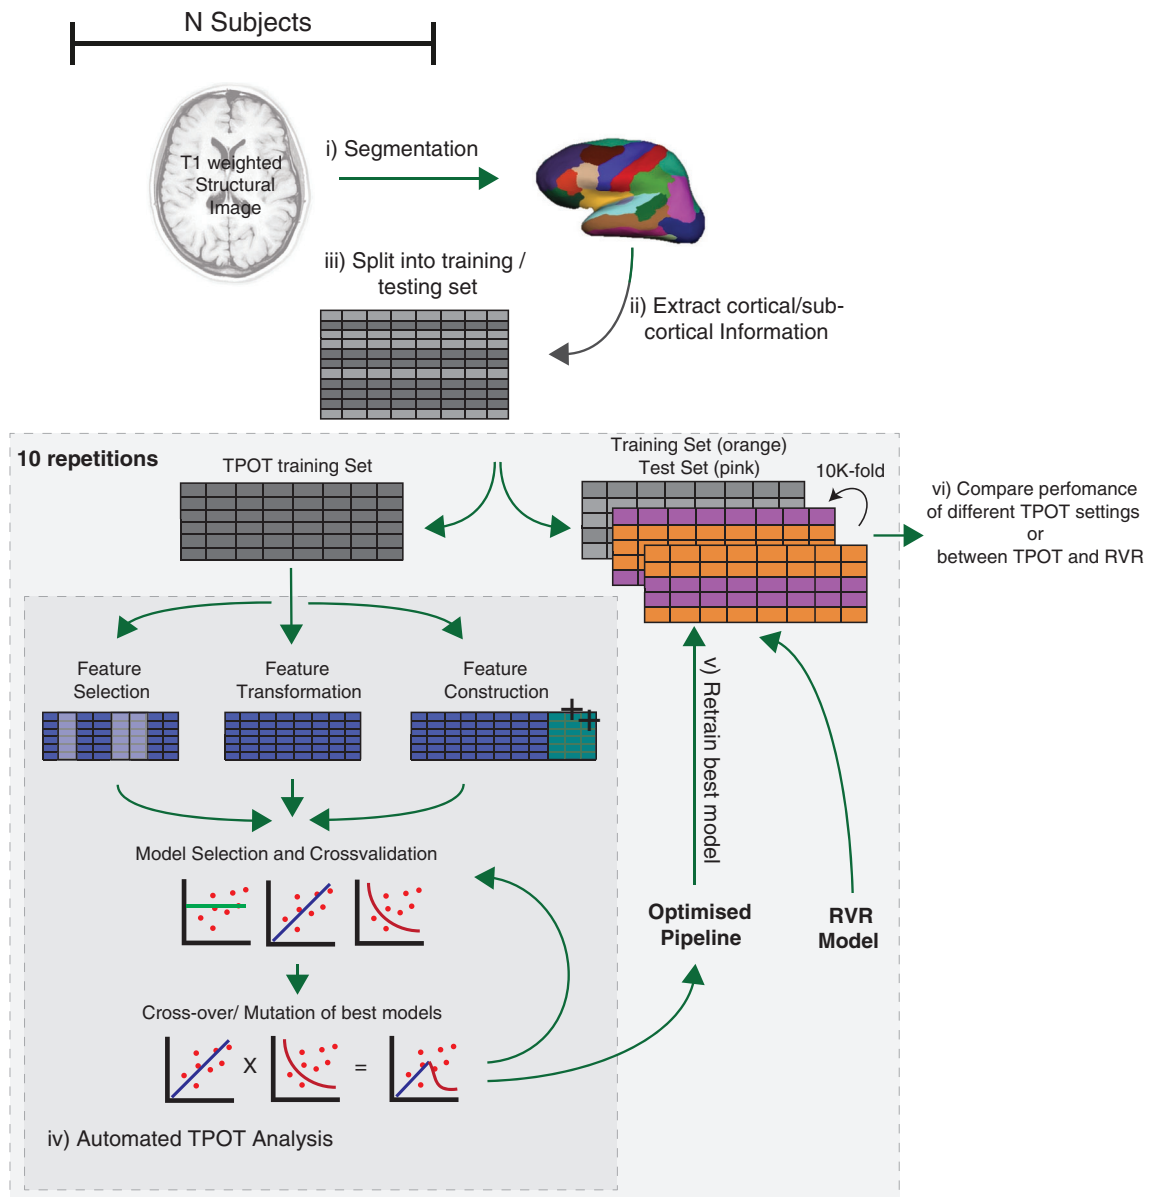 N Subjects
T1 weighted
Structural
Image
i) Segmentation
iii) Split into training /
testing set
ii) Extract cortical/sub-
cortical Information
10 repetitions
TPOT training Set
Training Set (orange)
Test Set (pink)
10K-fold
vi) Compare perfomance
of different TPOT settings
or
between TPOT and RVR
Feature
Selection
Feature
Transformation
Feature
Construction
v) Retrain best model
Model Selection and Crossvalidation
Optimised
Pipeline
RVR
Model
Cross-over/ Mutation of best models
X
=
iv) Automated TPOT Analysis